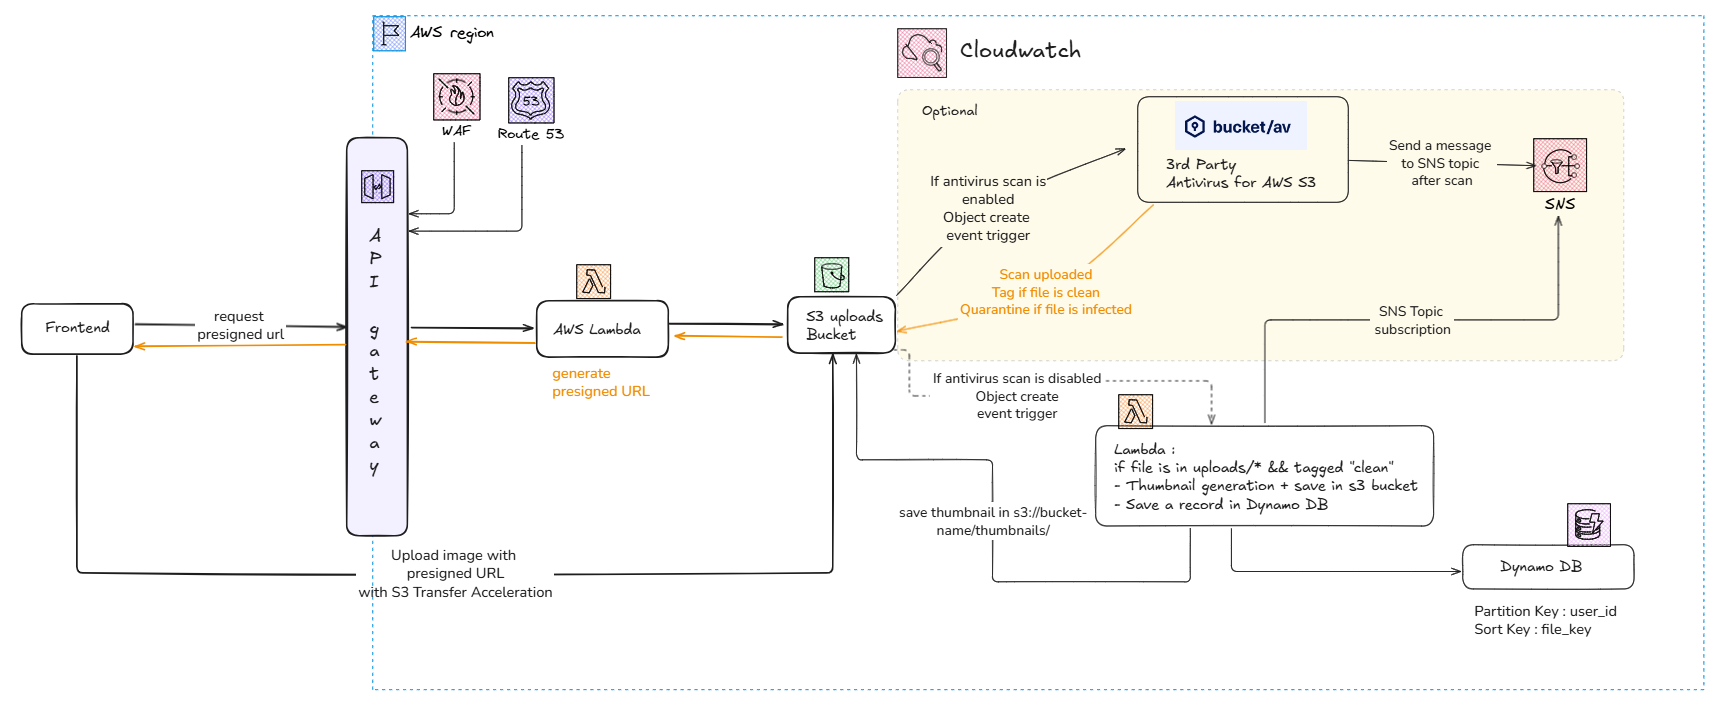 AWS region
Cloudwatch
WAF
53
Route 53
Optional
bucket/av
3rd Party
Antivirus for AWS S3
Send a message
to SNS topic
after scan
SNS
If antivirus scan is
enabled
Object create
event trigger
Scan uploaded
Tag if file is clean
Quarantine if file is infected
SNS Topic
subscription
Frontend
request
presigned url
A
P
I
g
a
t
e
w
a
y
AWS Lambda
generate
presigned URL
S3 uploads
Bucket
If antivirus scan is disabled
Object create
event trigger
Lambda :
if file is in uploads/* && tagged "clean"
- Thumbnail generation + save in s3 bucket
- Save a record in Dynamo DB
save thumbnail in s3://bucket-
name/thumbnails/
Upload image with
presigned URL
with S3 Transfer Acceleration
Dynamo DB
Partition Key : user_id
Sort Key : file_key